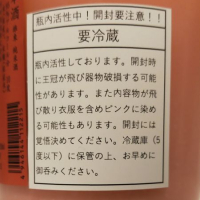 瓶内活性中！開封要注意！！
要冷蔵
瓶内活性しております。開封時
に王冠が飛び器物破損する可能
性があります。また内容物が飛
び散り衣服を含めピンクに染め
る可能性もあります。開封には
覚悟決めてください。冷蔵庫（5
度以下）に保管の上、お早めに
御呑みください。